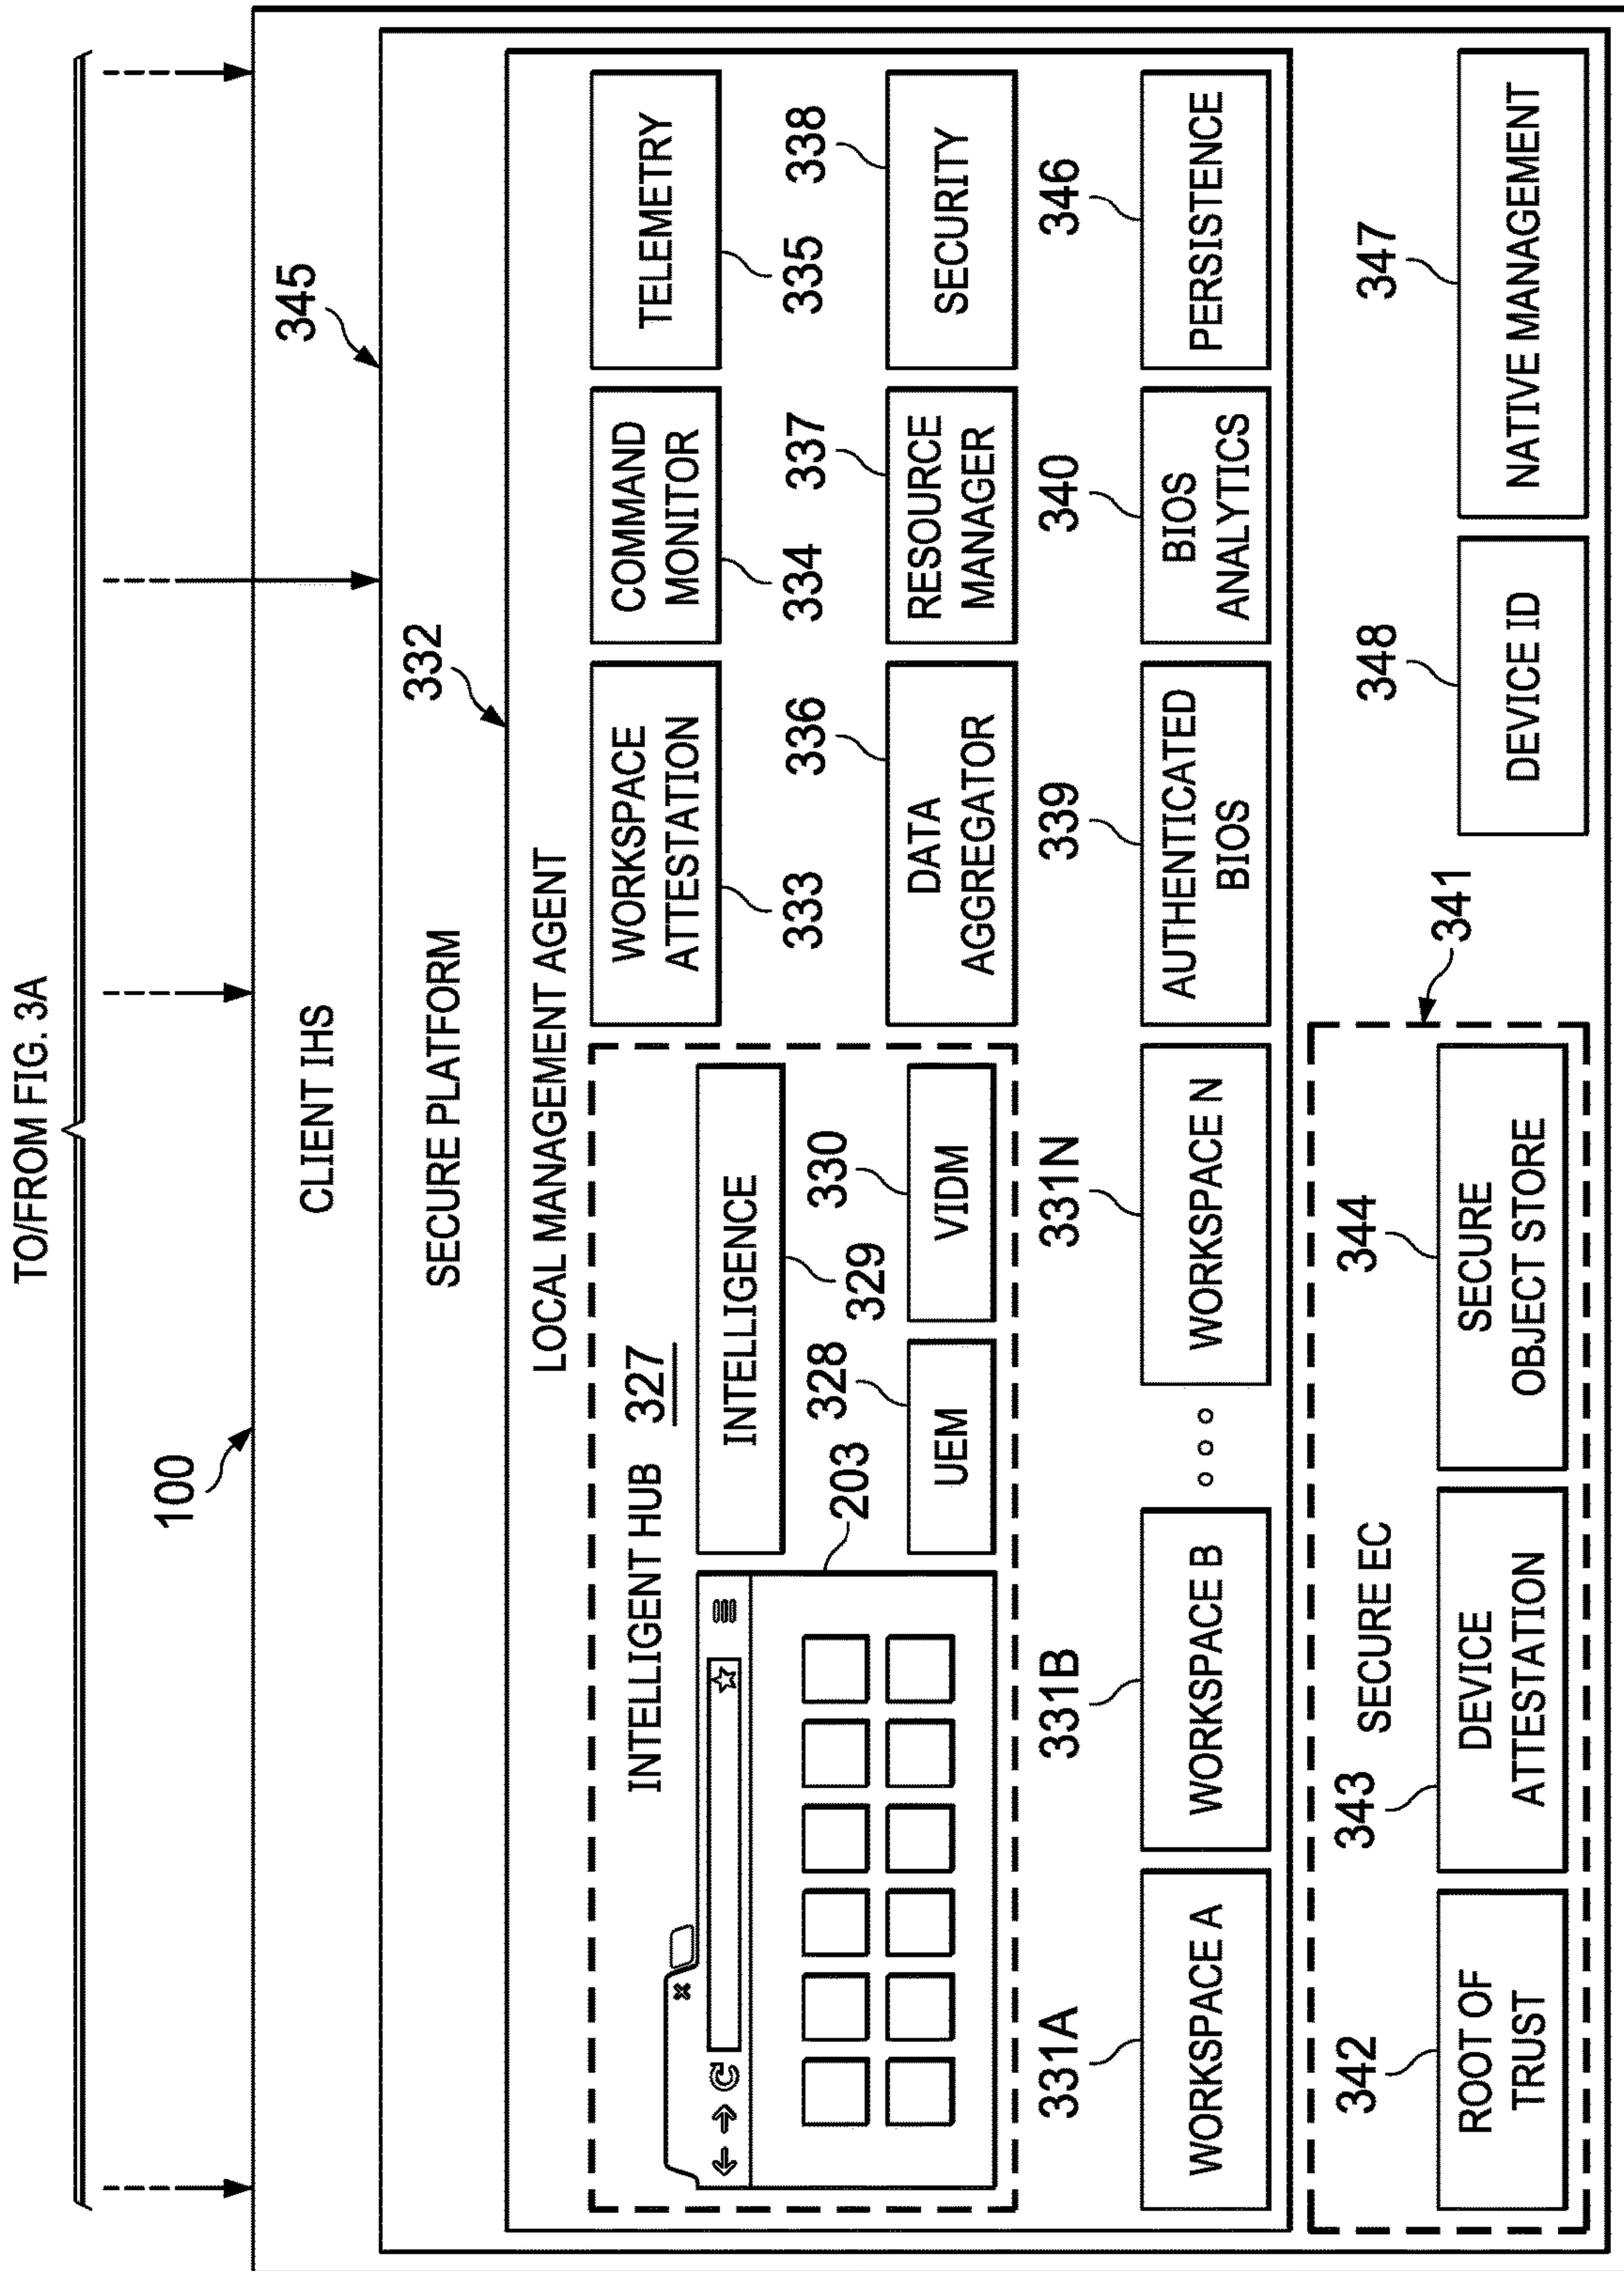 TO/FROM FIG. 3A
100
CLIENT IHS
345
SECURE PLATFORM
332
LOCAL MANAGEMENT AGENT
INTELLIGENT HUB 327
203
INTELLIGENCE
329
328
UEM
330
VIDM
WORKSPACE
ATTESTATION
333
COMMAND
MONITOR
334
TELEMETRY
335
336
DATA
AGGREGATOR
337
RESOURCE
MANAGER
338
SECURITY
331A
WORKSPACE A
331B
WORKSPACE B
331N
WORKSPACE N
339
AUTHENTICATED
BIOS
340
BIOS
ANALYTICS
346
PERSISTENCE
341
SECURE EC
342
ROOT OF
TRUST
343
DEVICE
ATTESTATION
344
SECURE
OBJECT STORE
348
DEVICE ID
347
NATIVE MANAGEMENT